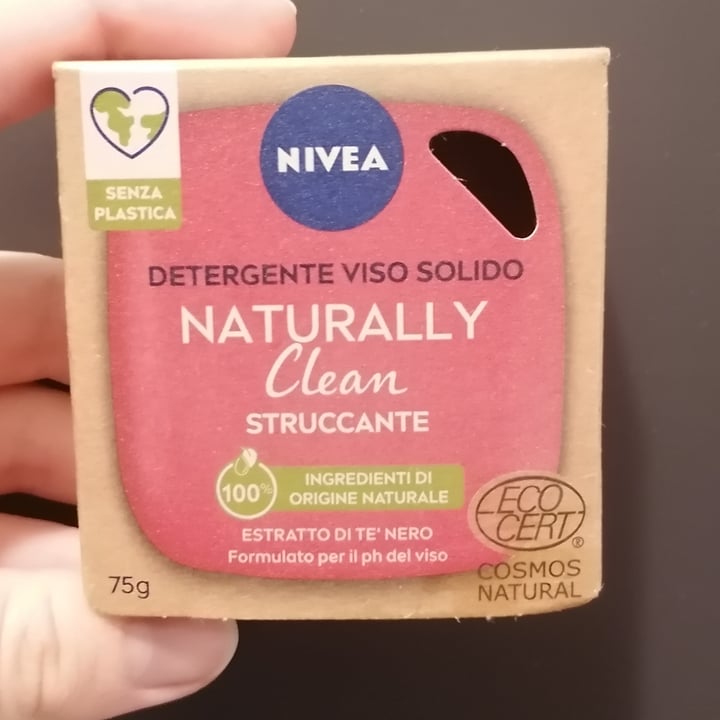 SENZA
PLASTICA
NIVEA
DETERGENTE VISO SOLIDO
NATURALLY
Clean
STRUCCANTE
100%
INGREDIENTI DI
ORIGINE NATURALE
ESTRATTO DI TE' NERO
Formulato per il ph del viso
75g
ECO
CERT®
COSMOS
NATURAL